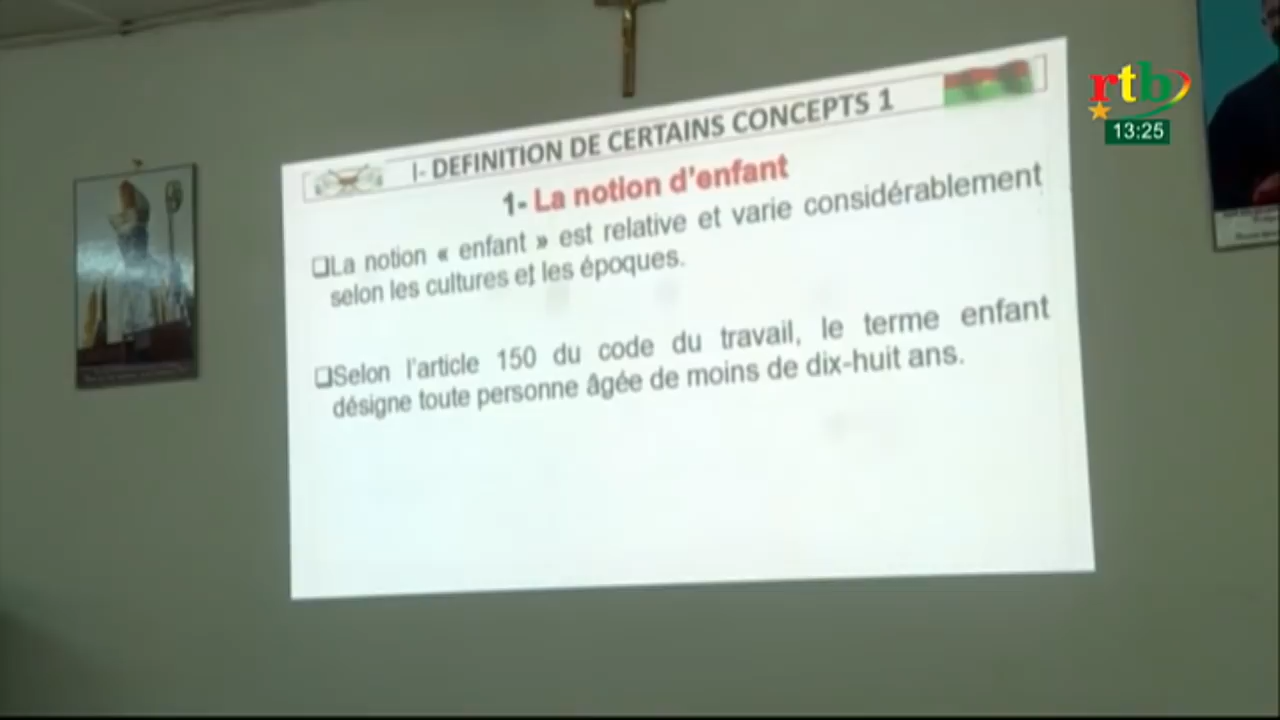 rtb
13:25
I- DEFINITION DE CERTAINS CONCEPTS 1
1- La notion d'enfant
❑La notion « enfant » est relative et varie considérablement
selon les cultures et les époques.
❑Selon l'article 150 du code du travail, le terme enfant
désigne toute personne âgée de moins de dix-huit ans.